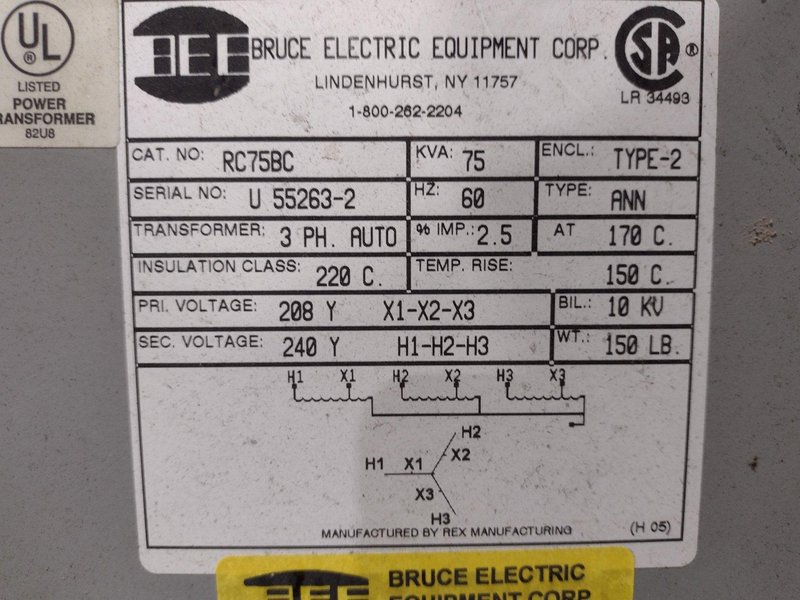 UL
®
LISTED
POWER
TRANSFORMER
82U8
BEE BRUCE ELECTRIC EQUIPMENT CORP.
LINDENHURST, NY 11757
1-800-262-2204
SA ®
LR 34493
CAT. NO: RC75BC KVA: 75 ENCL.: TYPE-2
SERIAL NO: U 55263-2 HZ: 60 TYPE: ANN
TRANSFORMER: 3 PH. AUTO % IMP.: 2.5 AT 170 C.
INSULATION CLASS: 220 C. TEMP. RISE: 150 C.
PRI. VOLTAGE: 208 Y X1-X2-X3 BIL.: 10 KV
SEC. VOLTAGE: 240 Y H1-H2-H3 WT.: 150 LB.
H1 X1 H2 X2 H3 X3
H2
X2
H1 X1
X3
H3
MANUFACTURED BY REX MANUFACTURING (H 05)
BRUCE ELECTRIC
EQUIPMENT CORP